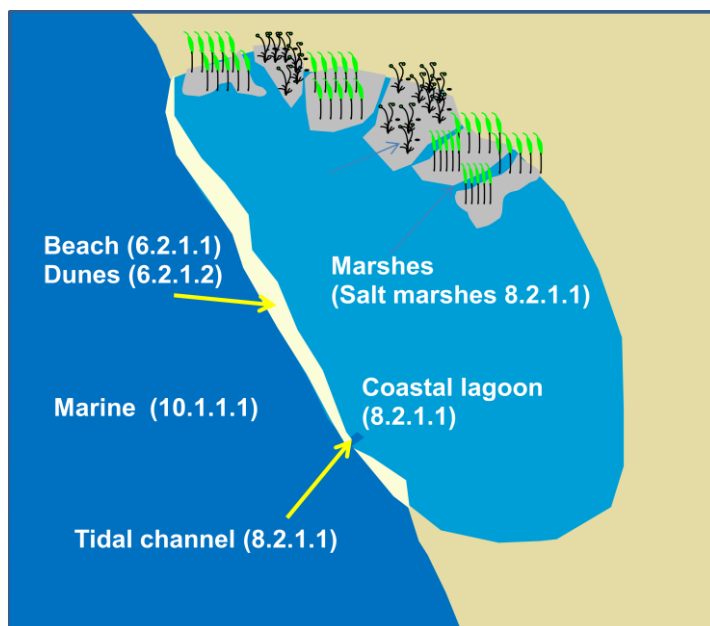 Beach (6.2.1.1)
Dunes (6.2.1.2)
Marshes
(Salt marshes 8.2.1.1)
Marine (10.1.1.1)
Coastal lagoon
(8.2.1.1)
Tidal channel (8.2.1.1)